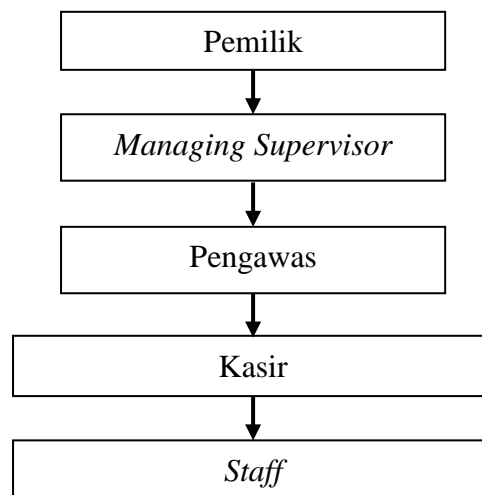 Pemilik
Managing Supervisor
Pengawas
Kasir
Staff